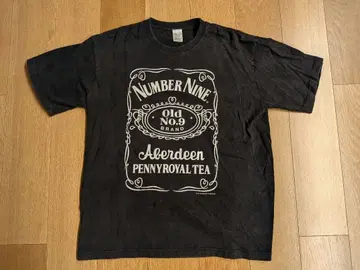 NUMBER NINE
Old
No.9
BRAND
Aberdeen
PENNYROYAL TEA